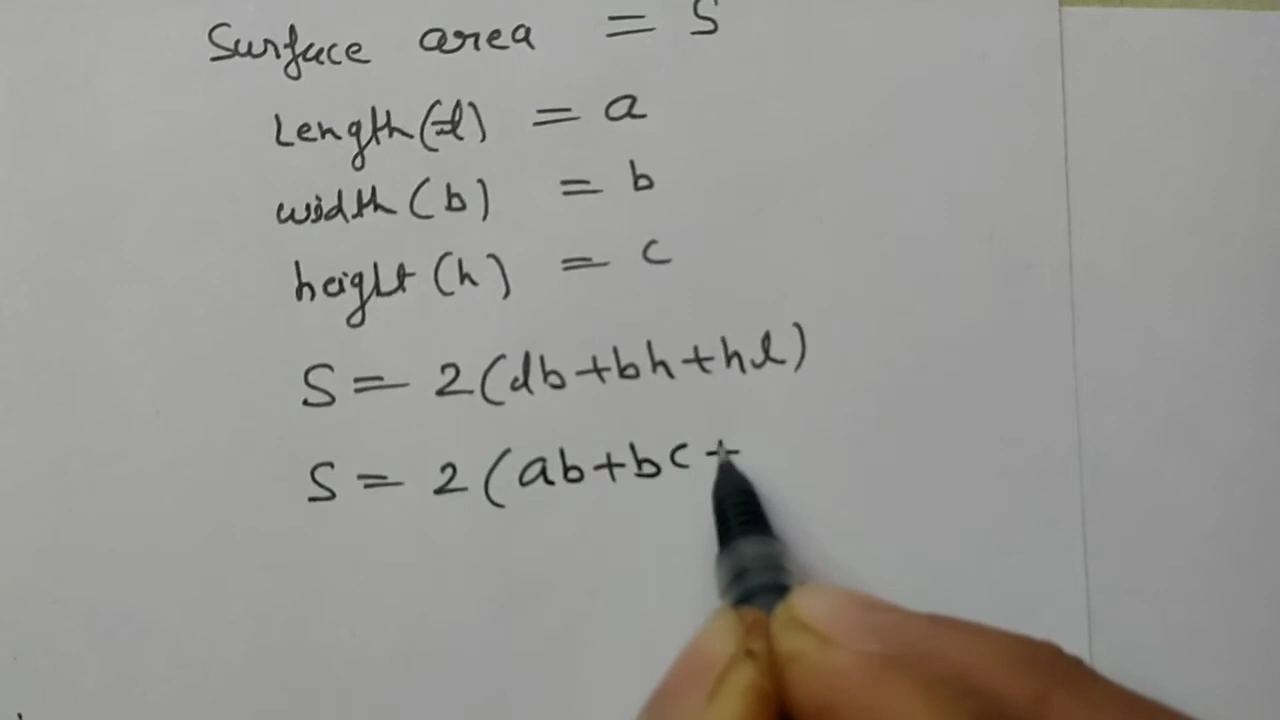 Surface area = S
Length(l) = a
width(b) = b
height(h) = c
S = 2(lb+bh+hl)
S = 2(ab+bc+